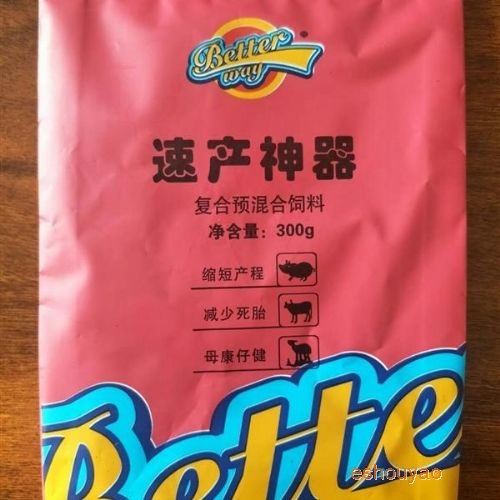 Better
way
®
速产神器
复合预混合饲料
净含量：300g
缩短产程
减少死胎
母康仔健
Bette
eshouyao